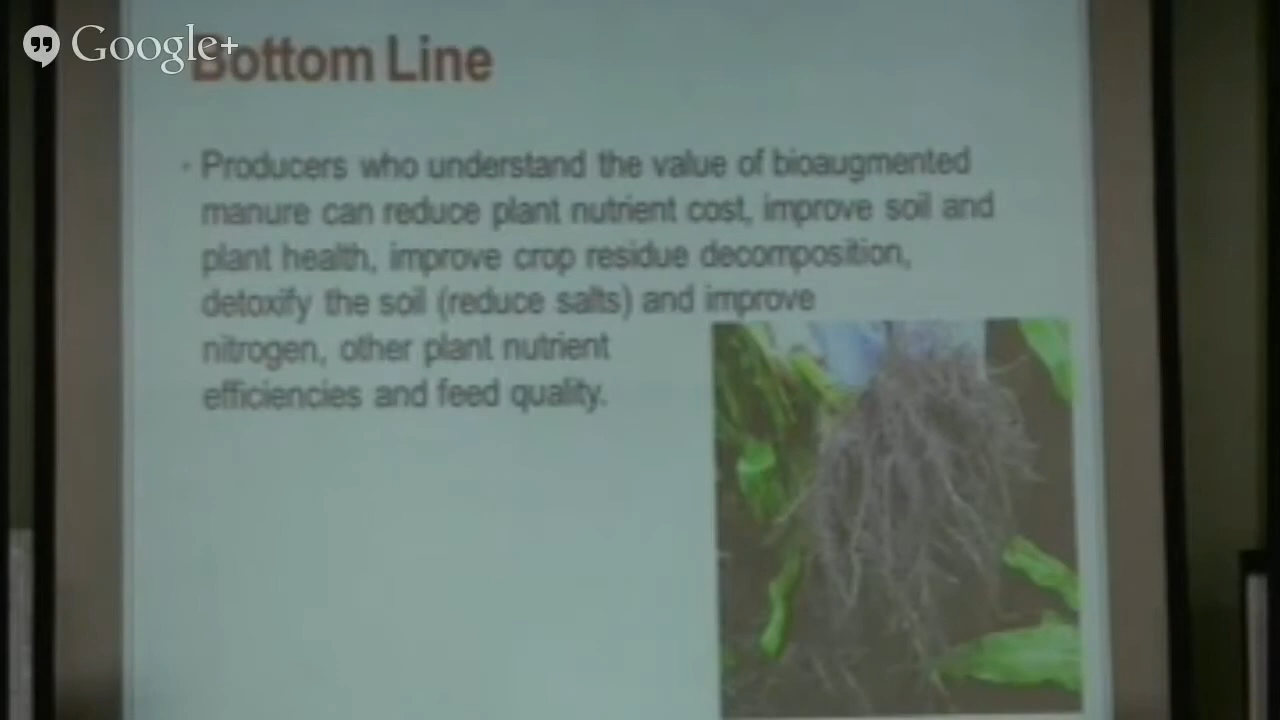 Google+
Bottom Line
• Producers who understand the value of bioaugmented
manure can reduce plant nutrient cost, improve soil and
plant health, improve crop residue decomposition,
detoxify the soil (reduce salts) and improve
nitrogen, other plant nutrient
efficiencies and feed quality.